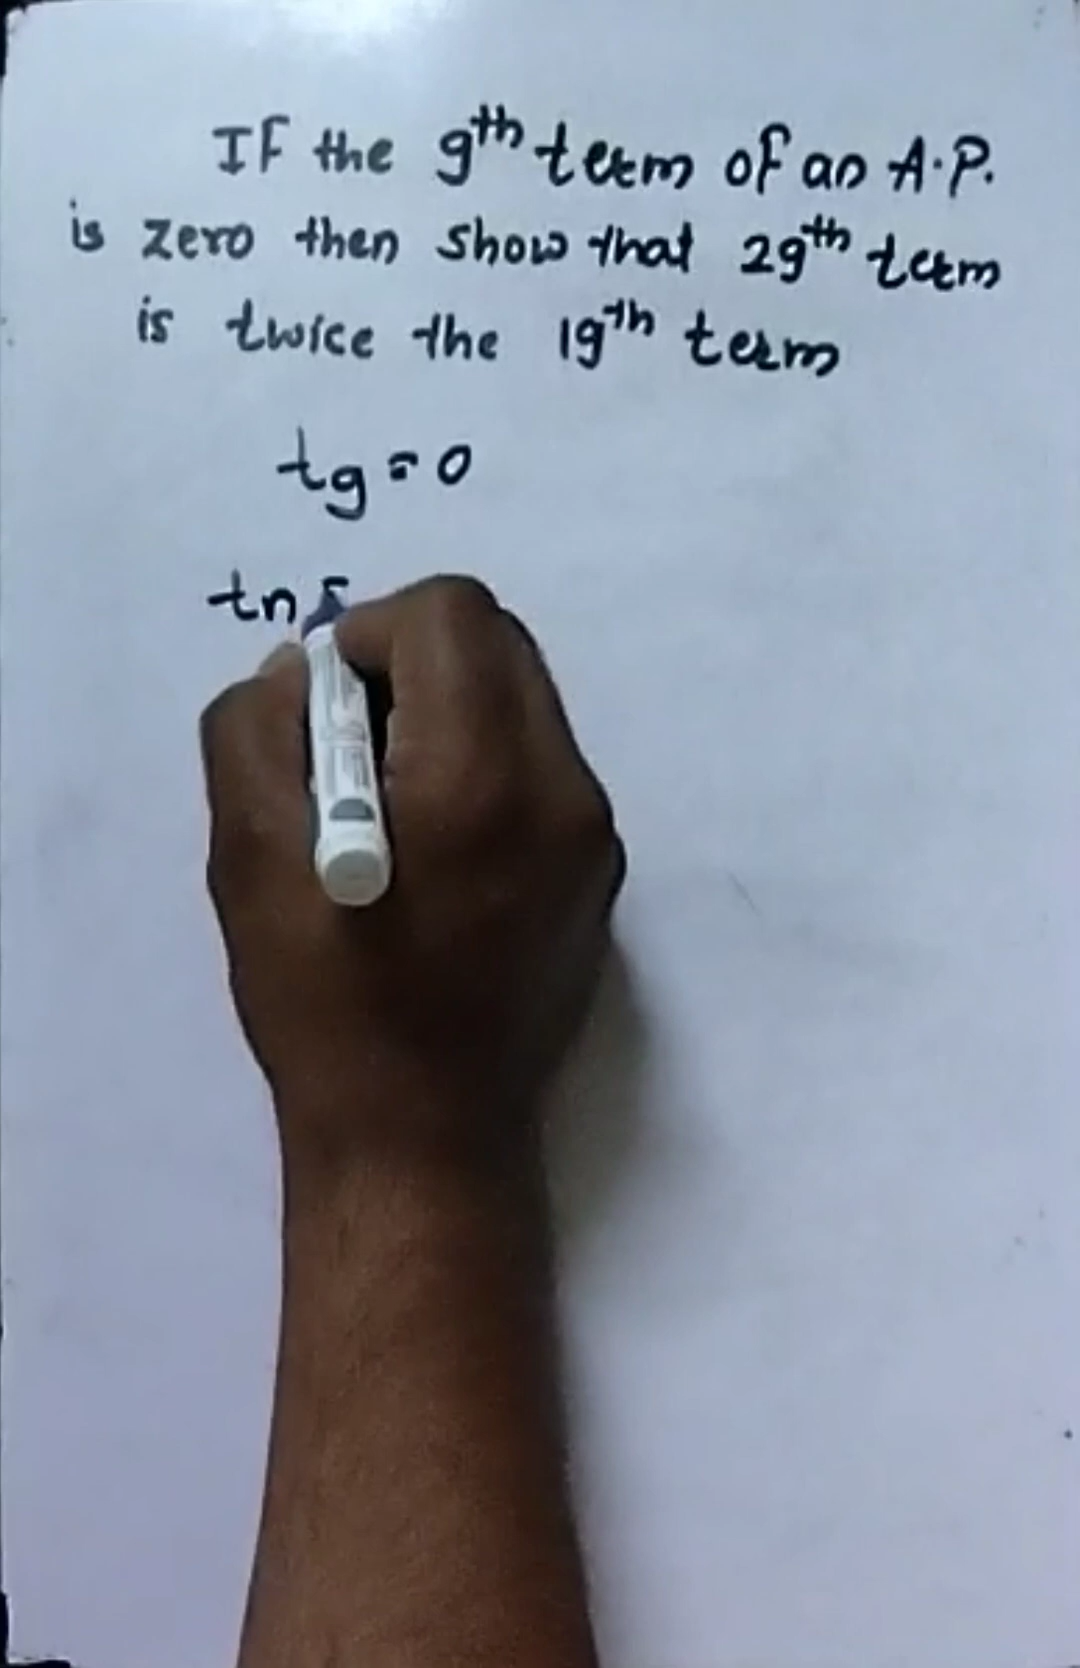 IF the 9th term of an A.P.
is zero then show that 29th term
is twice the 19th term
t9 = 0
tn =